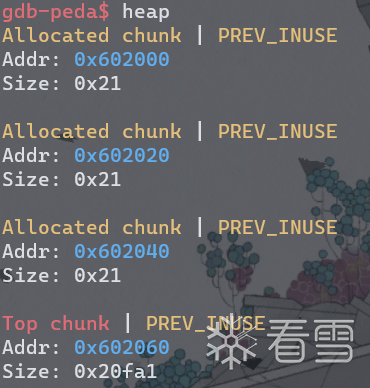 gdb-peda$ heap
Allocated chunk | PREV_INUSE
Addr: 0x602000
Size: 0x21
Allocated chunk | PREV_INUSE
Addr: 0x602020
Size: 0x21
Allocated chunk | PREV_INUSE
Addr: 0x602040
Size: 0x21
Top chunk | PREV_INUSE
Addr: 0x602060
Size: 0x20fa1
看雪